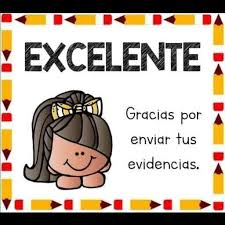 EXCELENTE
Gracias por
enviar tus
evidencias.